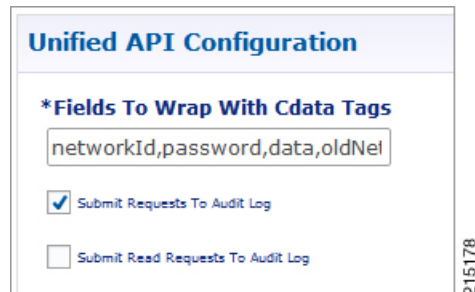 Unified API Configuration
*Fields To Wrap With Cdata Tags
networkId,password,data,oldNet
Submit Requests To Audit Log
Submit Read Requests To Audit Log
215178